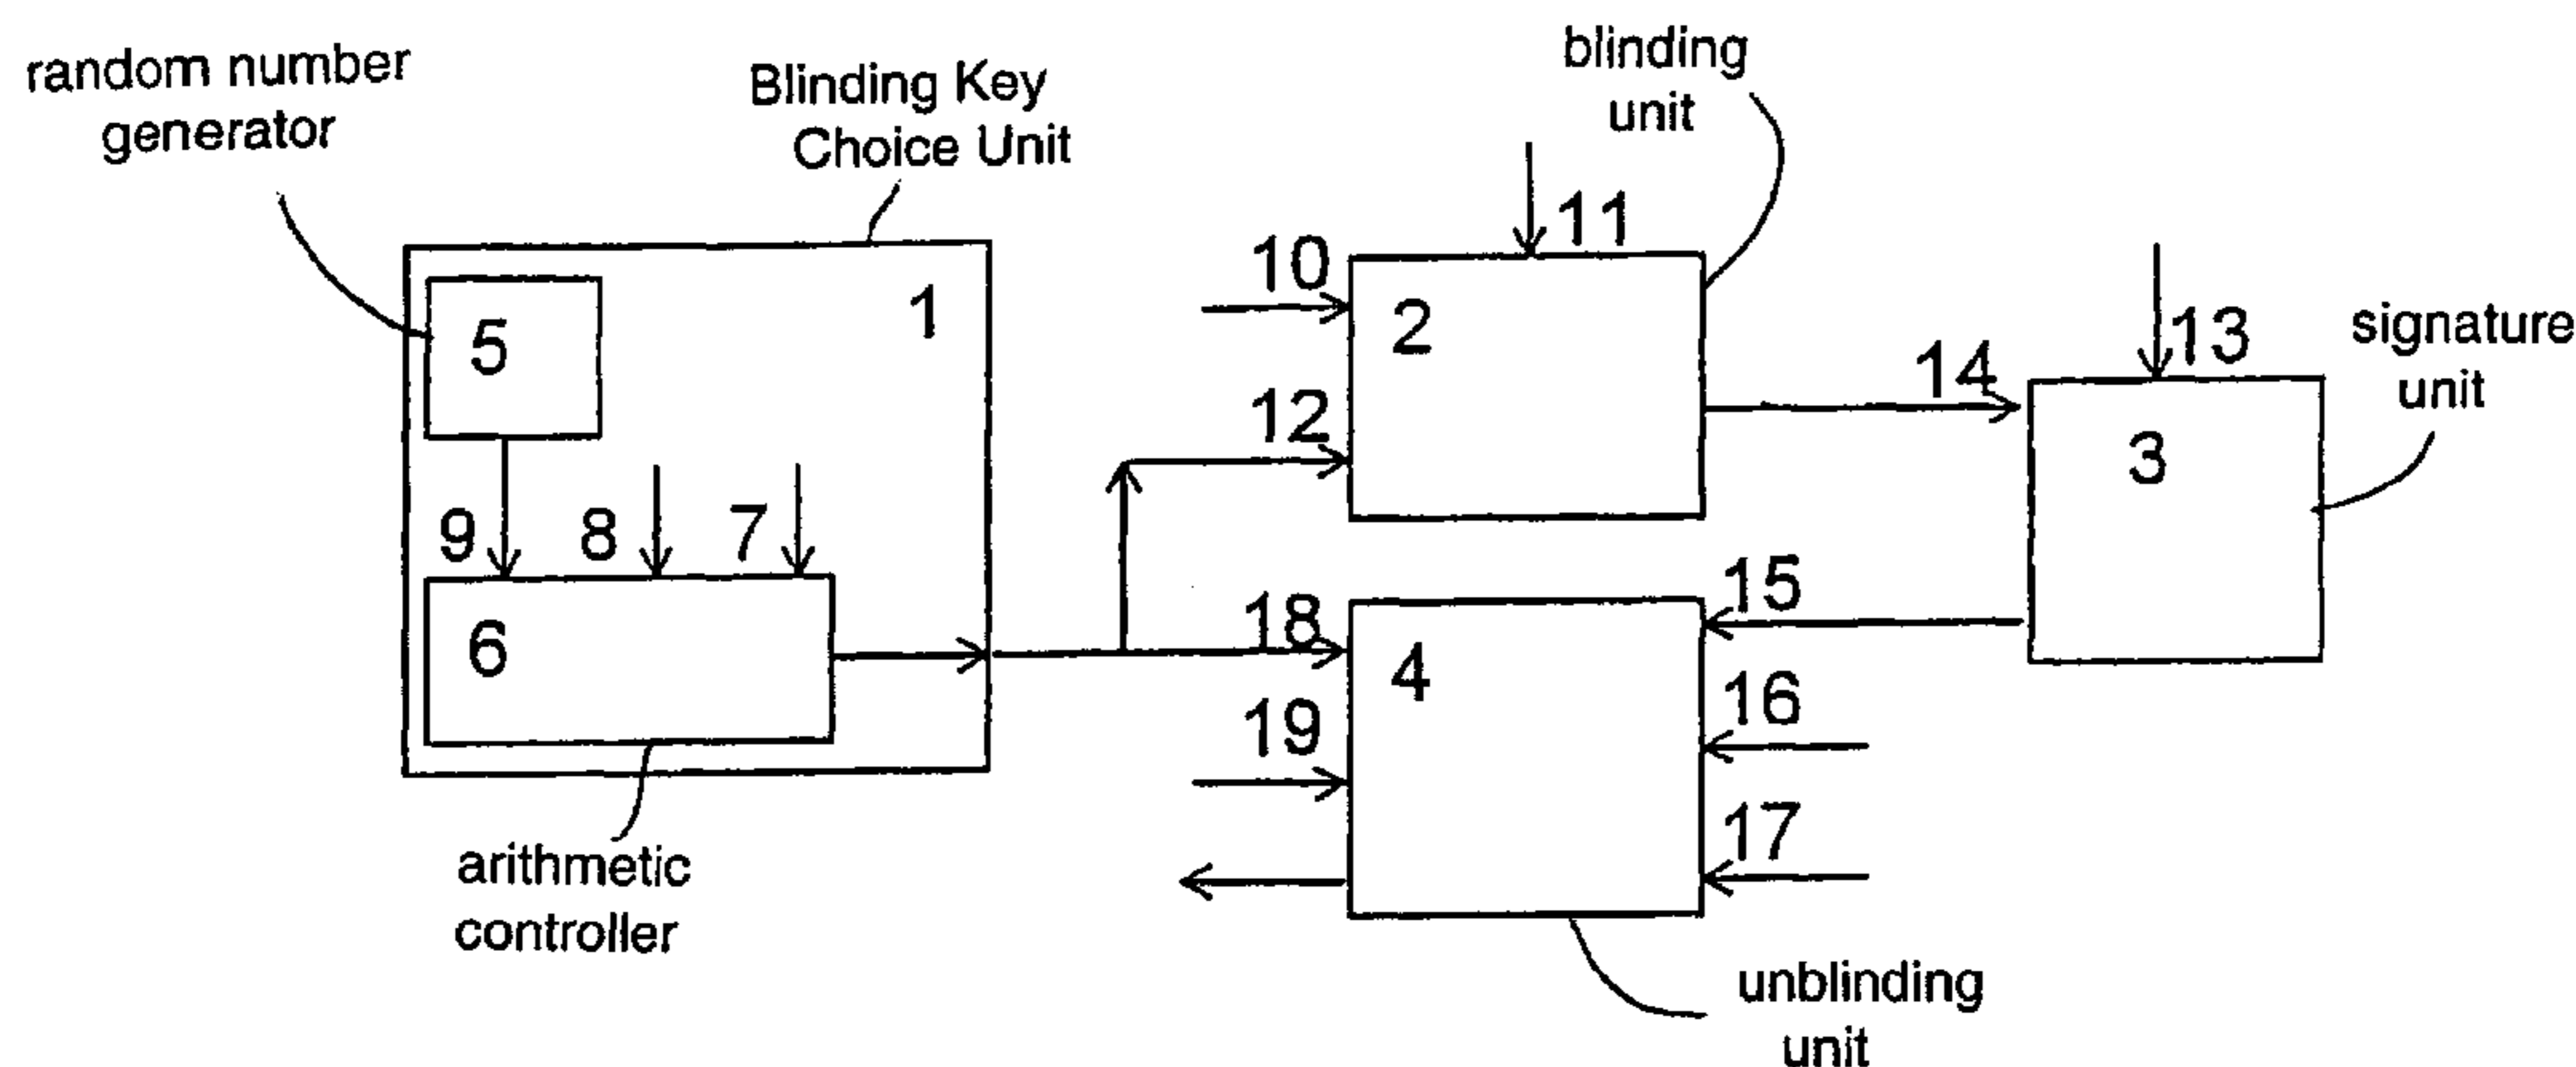 random number
generator
Blinding Key
Choice Unit
blinding
unit
signature
unit
1
5
9
8
7
6
arithmetic
controller
10
11
2
12
14
13
3
18
15
4
16
19
17
unblinding
unit